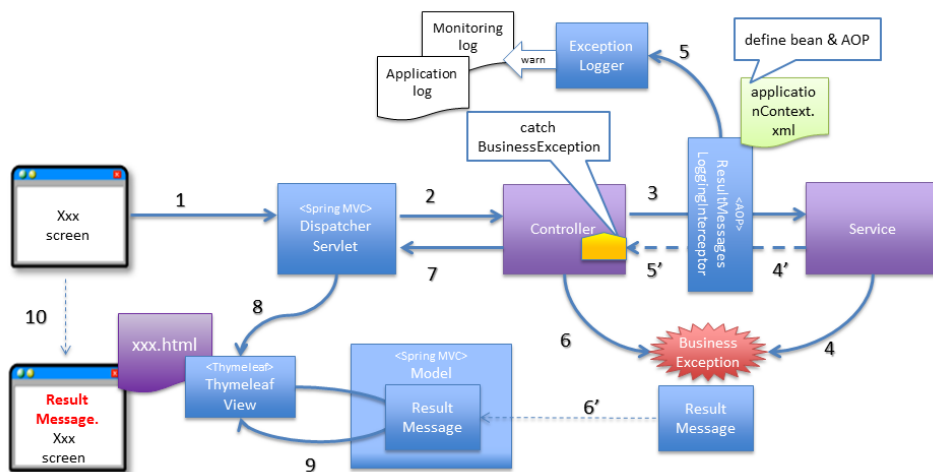 Monitoring
log
Application
log
warn
Exception
Logger
5
define bean & AOP
applicatio
nContext.
xml
catch
BusinessException
Xxx
screen
1
<Spring MVC>
Dispatcher
Servlet
2
7
Controller
3
5’
<AOP>
ResultMessages
LoggingInterceptor
4’
Service
10
8
6
4
xxx.html
<Thymeleaf>
Thymeleaf
View
<Spring MVC>
Model
Result
Message
6’
Business
Exception
Result
Message
Result
Message.
Xxx
screen
9